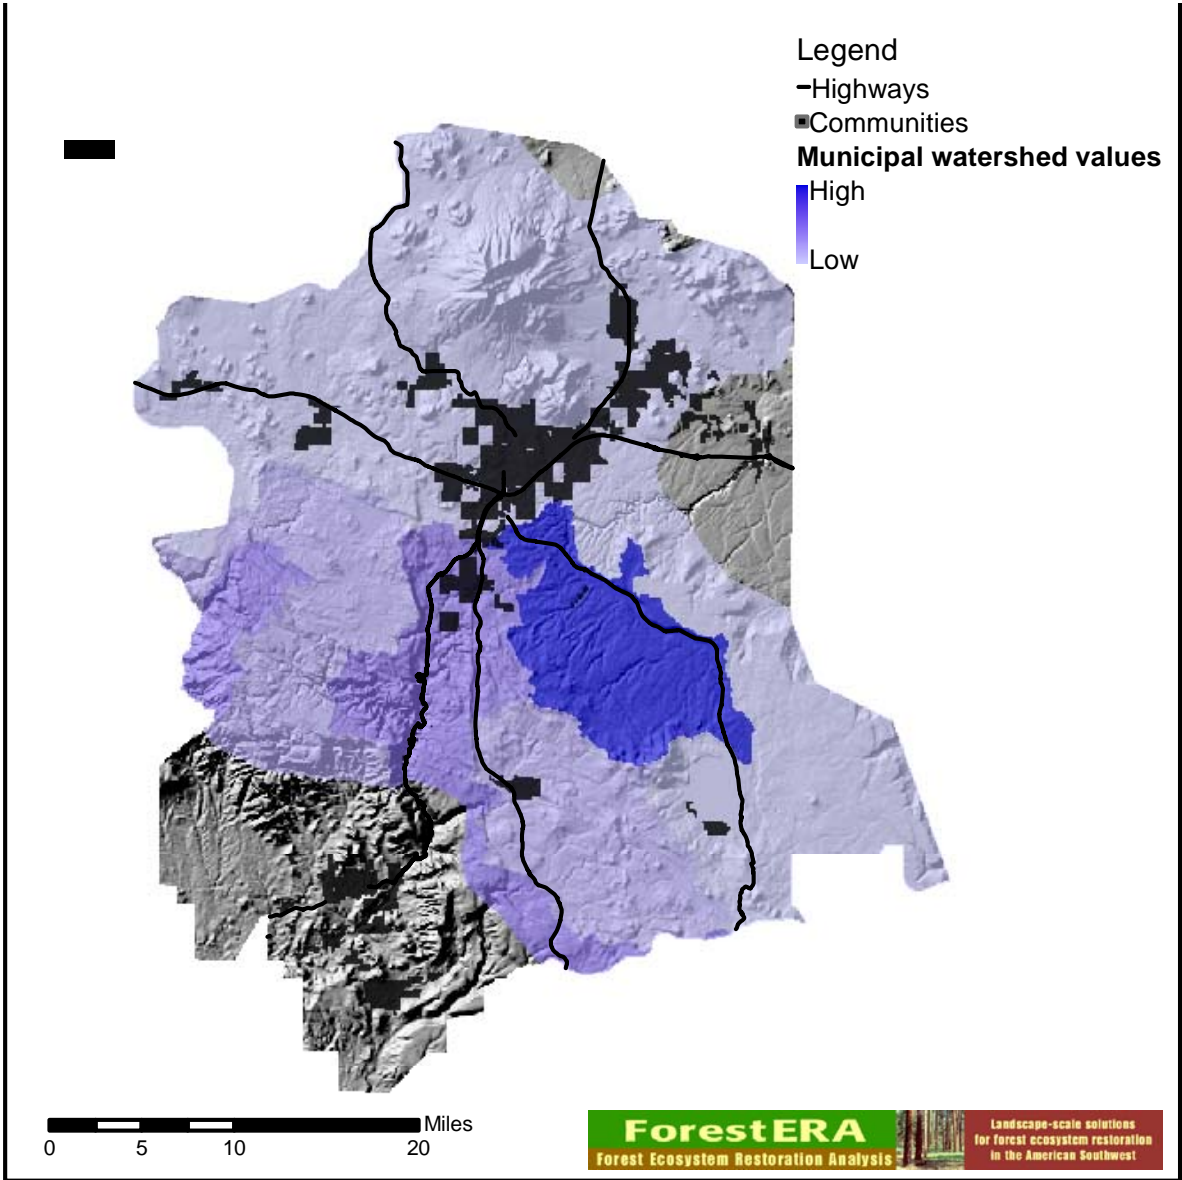 Legend
Highways
Communities
Municipal watershed values
High
Low
Miles
0 5 10 20
ForestERA
Forest Ecosystem Restoration Analysis
Landscape-scale solutions
for forest ecosystem restoration
in the American Southwest